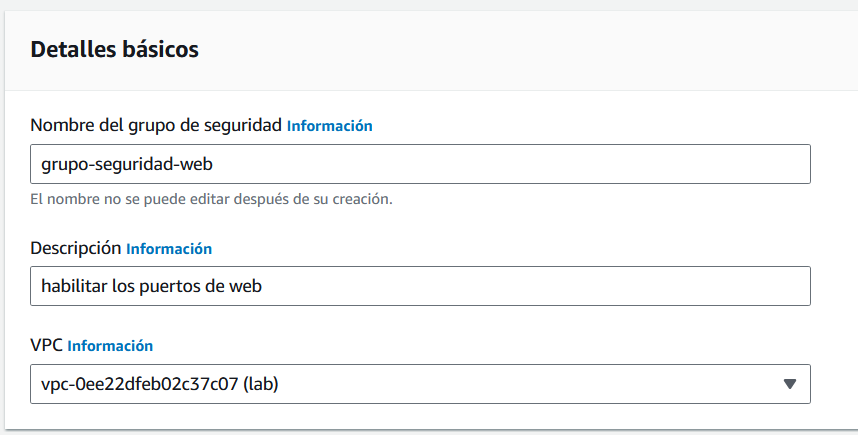 Detalles básicos
Nombre del grupo de seguridad Información
grupo-seguridad-web
El nombre no se puede editar después de su creación.
Descripción Información
habilitar los puertos de web
VPC Información
vpc-0ee22dfeb02c37c07 (lab)